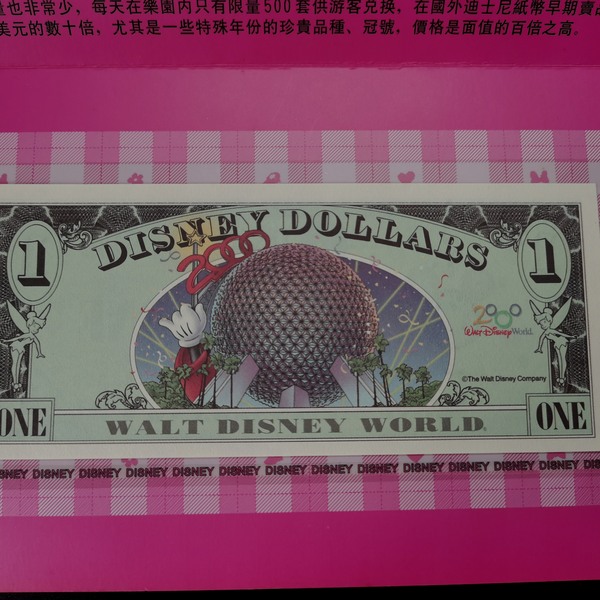 也非常少，每天在樂園內只有限量500套供游客兑换，在國外迪士尼紙幣早期賣品
美元的數十倍，尤其是一些特殊年份的珍貴品種、冠號，價格是面值的百倍之高。
DISNEY DOLLARS
1
1
2000
2000
Walt Disney World.
©The Walt Disney Company
ONE
WALT DISNEY WORLD.
ONE
DISNEY DISNEY DISNEY DISNEY DISNEY DISNEY DISNEY DISNEY DISNEY DISNEY DISNEY DISNEY DISNEY